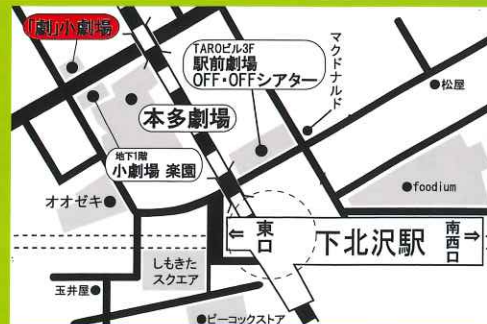 「劇」小劇場
TAROビル3F
駅前劇場
OFF・OFFシアター
マクドナルド
松屋
本多劇場
地下1階
小劇場 楽園
foodium
オオゼキ
⇐ 東口
下北沢駅
南西口 ⇒
しもきた
スクエア
玉井屋
ピーコックストア